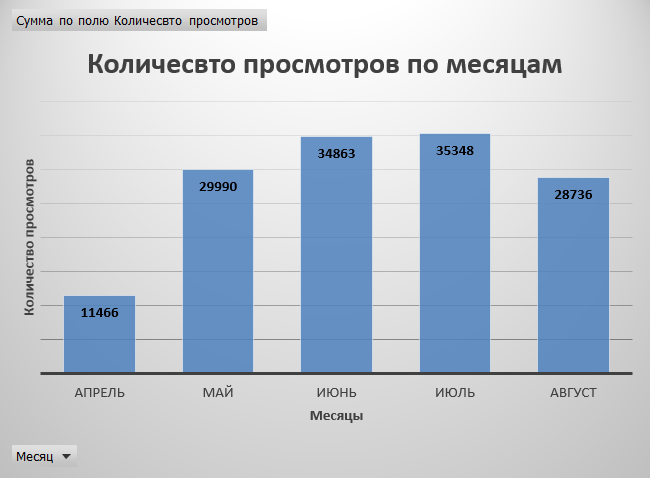 Сумма по полю Количесвто просмотров
Количесвто просмотров по месяцам
Количество просмотров
11466
29990
34863
35348
28736
АПРЕЛЬ МАЙ ИЮНЬ ИЮЛЬ АВГУСТ
Месяцы
Месяц